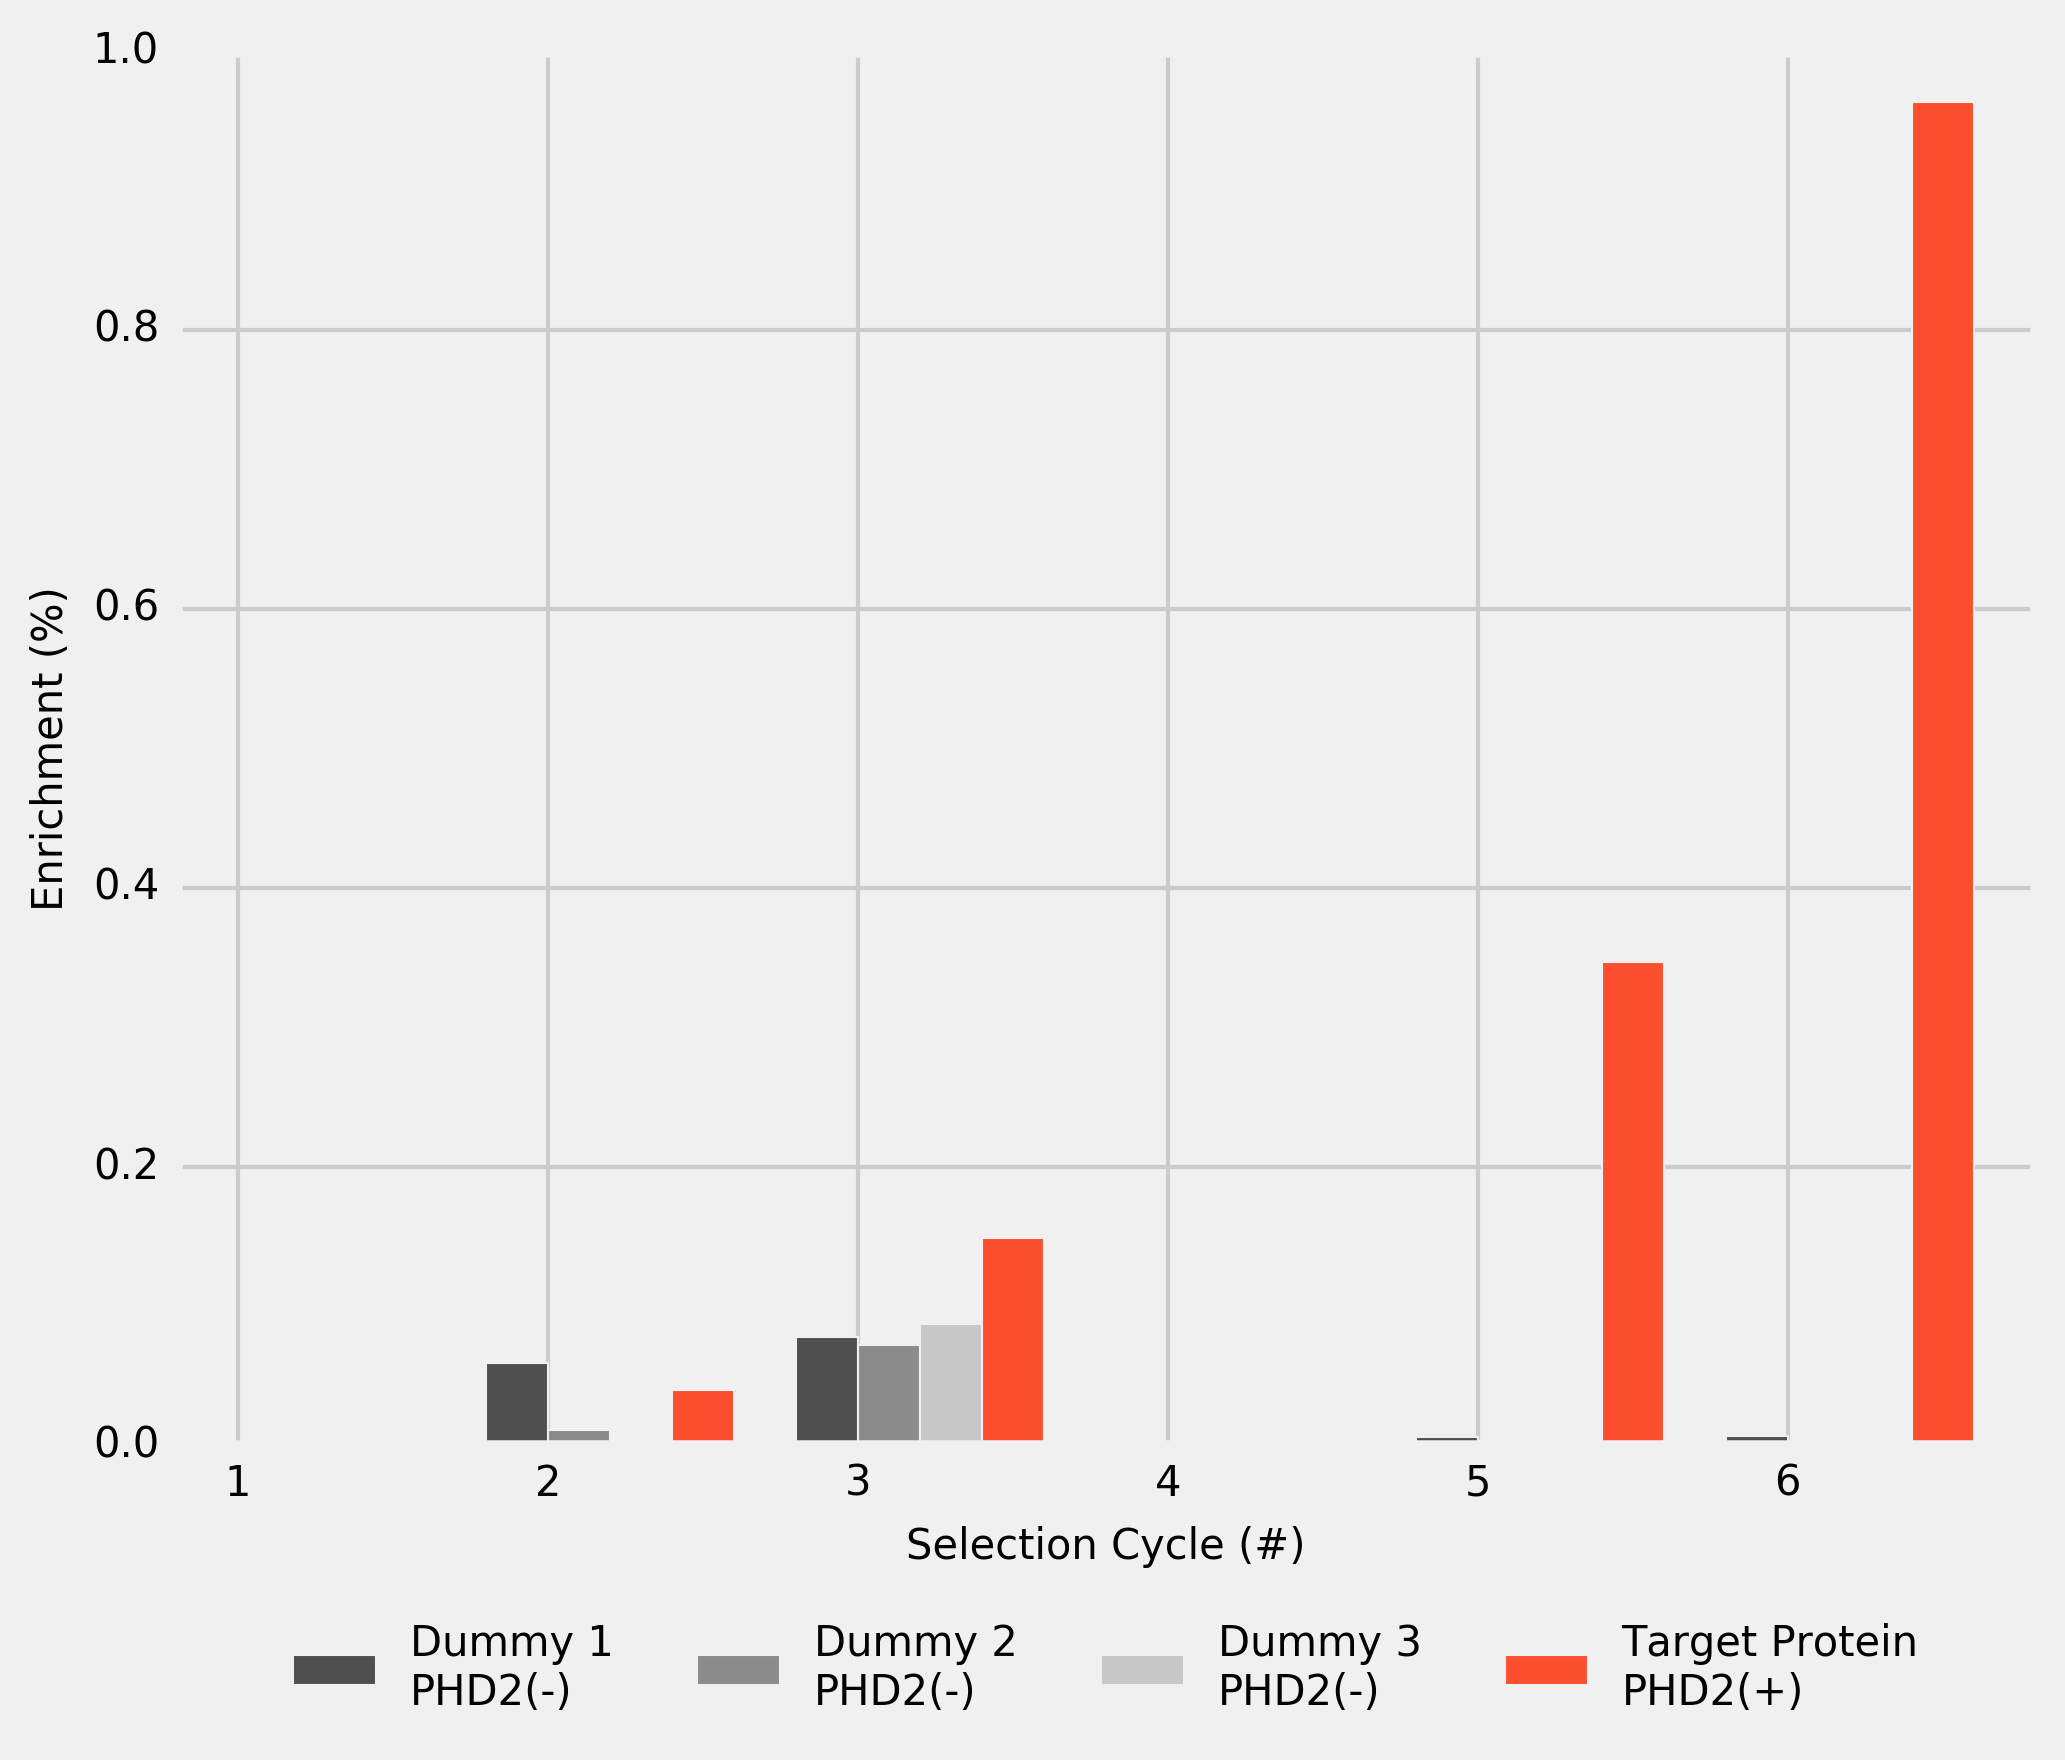 1.0
0.8
0.6
0.4
0.2
0.0
Enrichment (%)
1 2 3 4 5 6
Selection Cycle (#)
Dummy 1
PHD2(-)
Dummy 2
PHD2(-)
Dummy 3
PHD2(-)
Target Protein
PHD2(+)